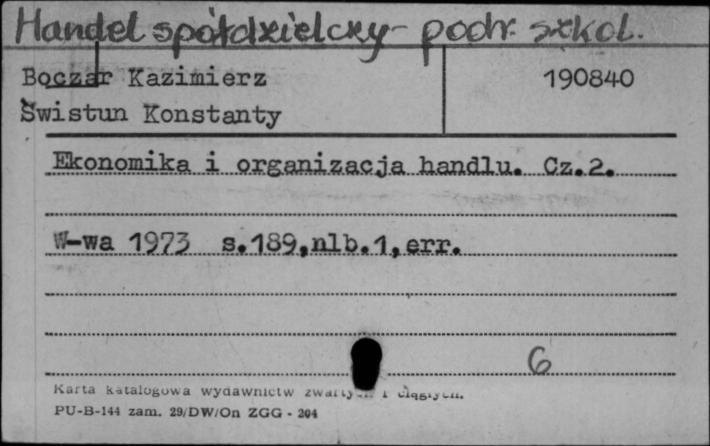 Handel spółdzielczy - podr. szkol.
Boczar Kazimierz 190840
Świstun Konstanty
Ekonomika i organizacja handlu. Cz.2.
W-wa 1973 s.189,nlb.1,err.
6
Karta katalogowa wydawnictw zwartych i ciągłych.
PU-B-144 zam. 29/DW/On ZGG - 204